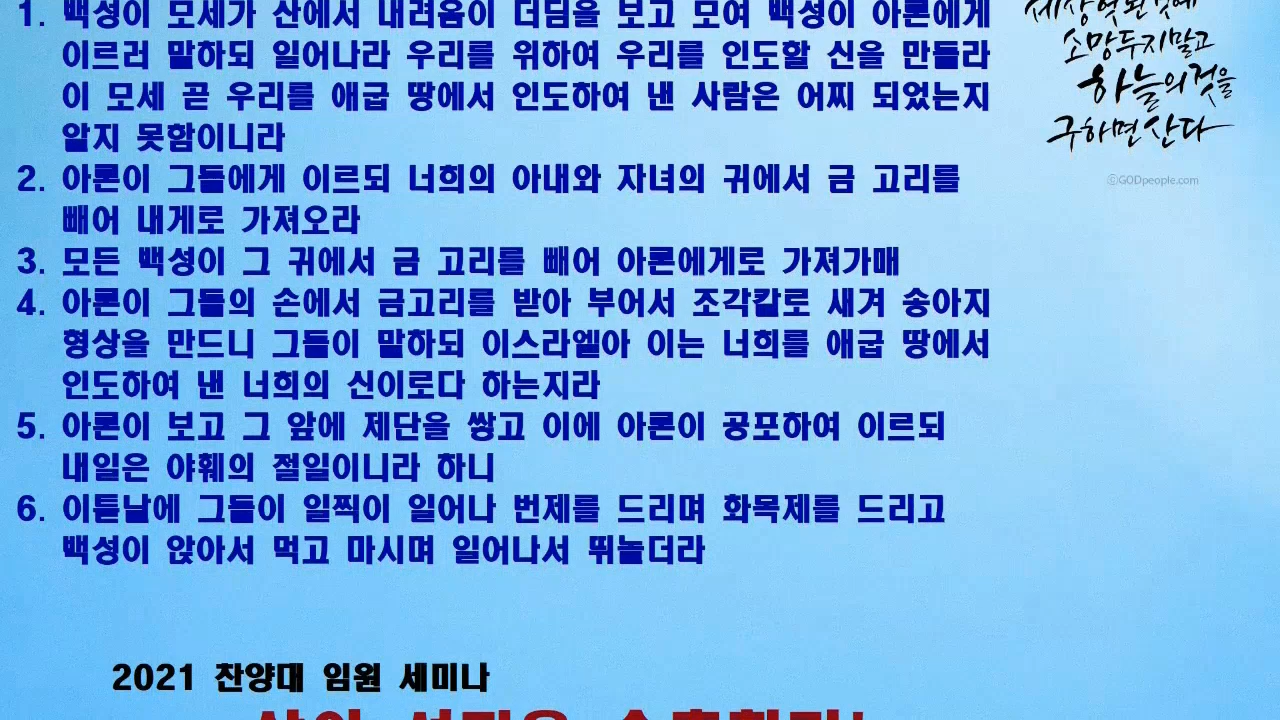 1. 백성이 모세가 산에서 내려옴이 더딤을 보고 모여 백성이 아론에게
이르러 말하되 일어나라 우리를 위하여 우리를 인도할 신을 만들라
이 모세 곧 우리를 애굽 땅에서 인도하여 낸 사람은 어찌 되었는지
알지 못함이니라
2. 아론이 그들에게 이르되 너희의 아내와 자녀의 귀에서 금 고리를
빼어 내게로 가져오라
3. 모든 백성이 그 귀에서 금 고리를 빼어 아론에게로 가져가매
4. 아론이 그들의 손에서 금고리를 받아 부어서 조각칼로 새겨 송아지
형상을 만드니 그들이 말하되 이스라엘아 이는 너희를 애굽 땅에서
인도하여 낸 너희의 신이로다 하는지라
5. 아론이 보고 그 앞에 제단을 쌓고 이에 아론이 공포하여 이르되
내일은 야훼의 절일이니라 하니
6. 이튿날에 그들이 일찍이 일어나 번제를 드리며 화목제를 드리고
백성이 앉아서 먹고 마시며 일어나서 뛰놀더라
세상 헛된 것에
소망 두지 말고
하늘의 것을
구하면 산다
©GODpeople.com
2021 찬양대 임원 세미나